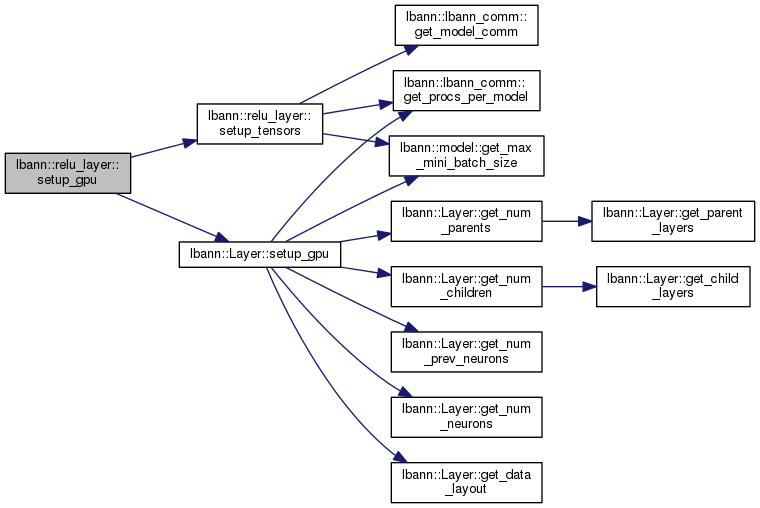 lbann::relu_layer::
setup_gpu
lbann::relu_layer::
setup_tensors
lbann::Layer::setup_gpu
lbann::lbann_comm::
get_model_comm
lbann::lbann_comm::
get_procs_per_model
lbann::model::get_max
_mini_batch_size
lbann::Layer::get_num
_parents
lbann::Layer::get_num
_children
lbann::Layer::get_num
_prev_neurons
lbann::Layer::get_num
_neurons
lbann::Layer::get_data
_layout
lbann::Layer::get_parent
_layers
lbann::Layer::get_child
_layers